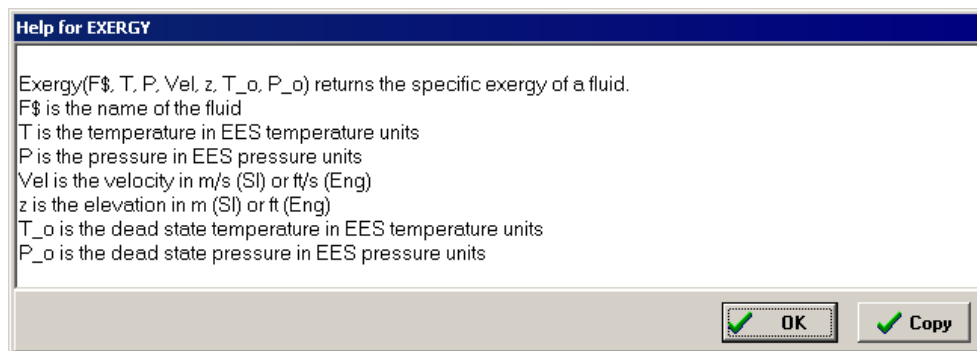 Help for EXERGY
Exergy(F$, T, P, Vel, z, T_o, P_o) returns the specific exergy of a fluid.
F$ is the name of the fluid
T is the temperature in EES temperature units
P is the pressure in EES pressure units
Vel is the velocity in m/s (SI) or ft/s (Eng)
z is the elevation in m (SI) or ft (Eng)
T_o is the dead state temperature in EES temperature units
P_o is the dead state pressure in EES pressure units
OK Copy